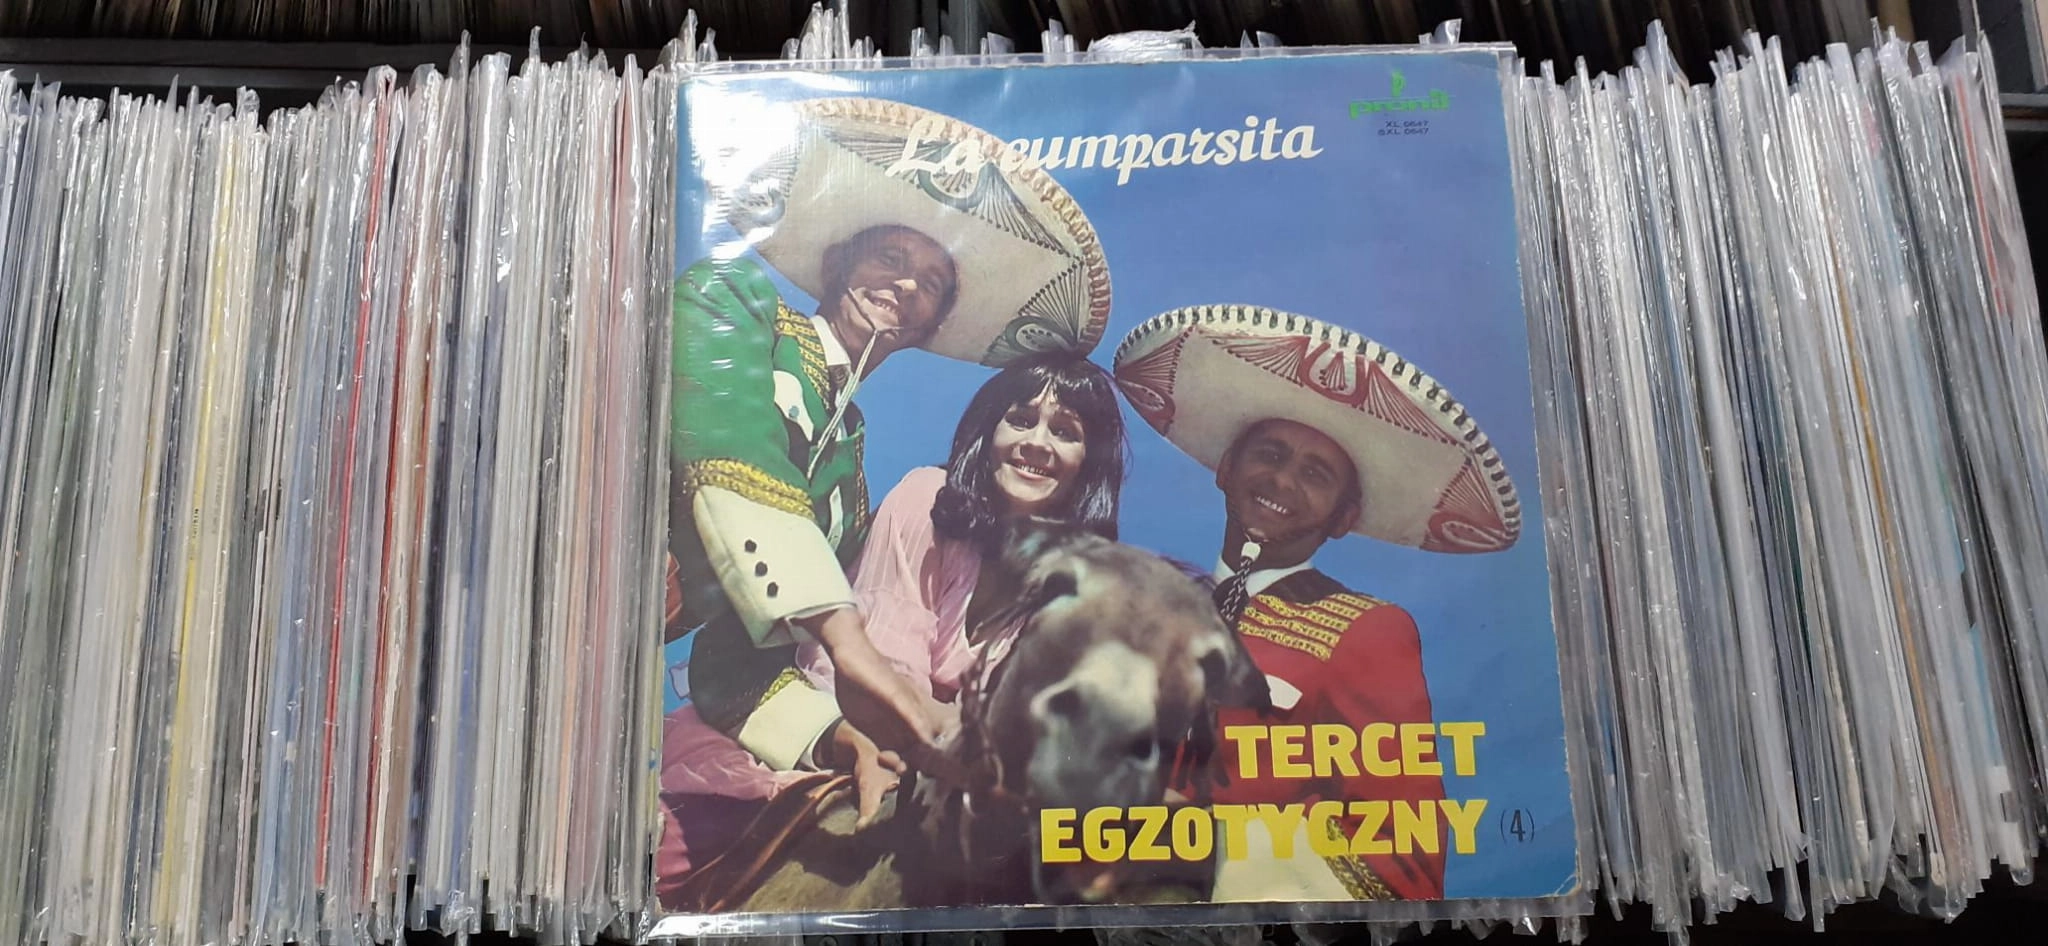 La cumparsita
pronit
XL 0647
SXL 0647
TERCET
EGZOTYCZNY (4)